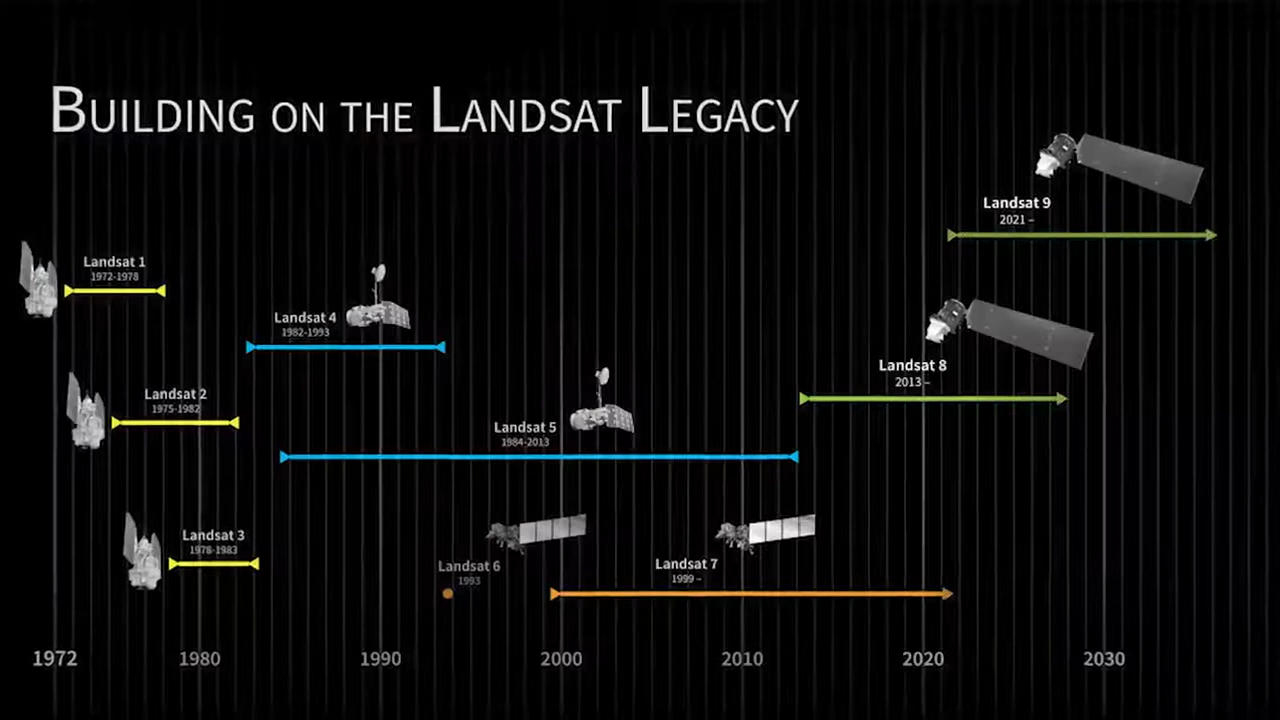 Building on the Landsat Legacy
Landsat 9
2021 –
Landsat 1
1972-1978
Landsat 4
1982-1993
Landsat 8
2013 –
Landsat 2
1975-1982
Landsat 5
1984-2013
Landsat 3
1978-1983
Landsat 6
1993
Landsat 7
1999 –
1972 1980 1990 2000 2010 2020 2030